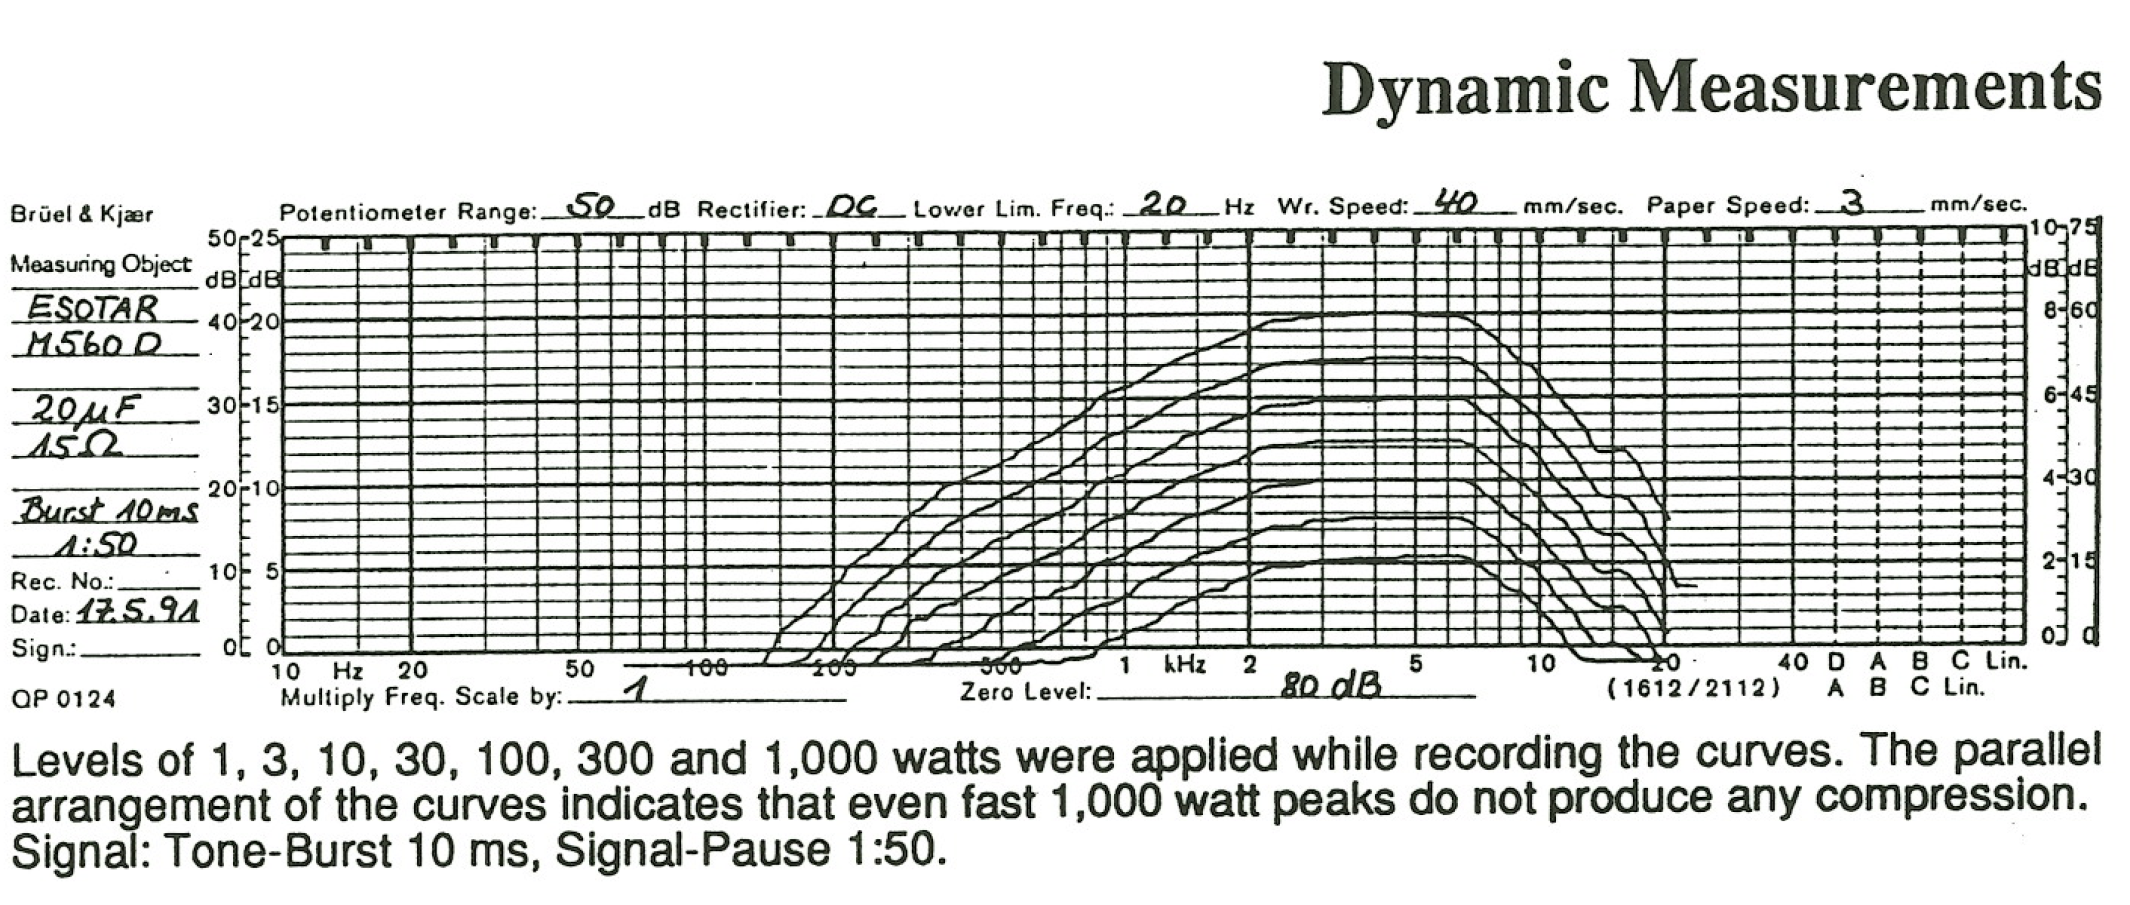 Dynamic Measurements
Brüel & Kjær
Potentiometer Range: 50 dB Rectifier: DC Lower Lim. Freq.: 20 Hz Wr. Speed: 40 mm/sec. Paper Speed: 3 mm/sec.
Measuring Object
ESOTAR
M560 D
20µF
15Ω
Burst 10ms
1:50
Rec. No.:
Date: 17.5.91
Sign.:
QP 0124
50 25
dB dB
40 20
30 15
20 10
10 5
0 0
10 75
dB dB
8 60
6 45
4 30
2 15
0 0
10 Hz 20 50 100 200 500 1 kHz 2 5 10 20 40 D A B C Lin.
Multiply Freq. Scale by: 1 Zero Level: 80 dB (1612/2112) A B C Lin.
Levels of 1, 3, 10, 30, 100, 300 and 1,000 watts were applied while recording the curves. The parallel
arrangement of the curves indicates that even fast 1,000 watt peaks do not produce any compression.
Signal: Tone-Burst 10 ms, Signal-Pause 1:50.